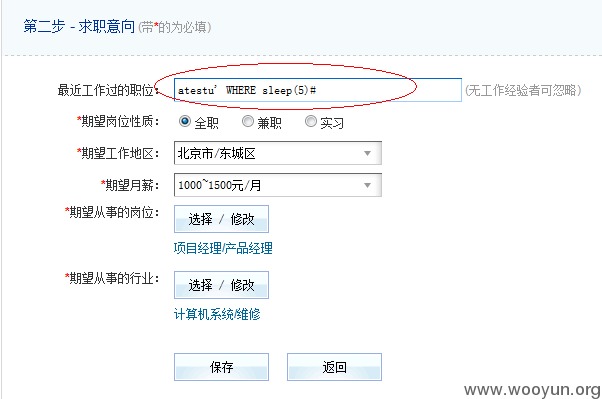 第二步 - 求职意向 (带*的为必填)
最近工作过的职位： atestu' WHERE sleep(5)# (无工作经验者可忽略)
*期望岗位性质： 全职 兼职 实习
*期望工作地区： 北京市/东城区
*期望月薪： 1000~1500元/月
*期望从事的岗位： 选择 / 修改
项目经理/产品经理
*期望从事的行业： 选择 / 修改
计算机系统/维修
保存 返回
www.wooyun.org